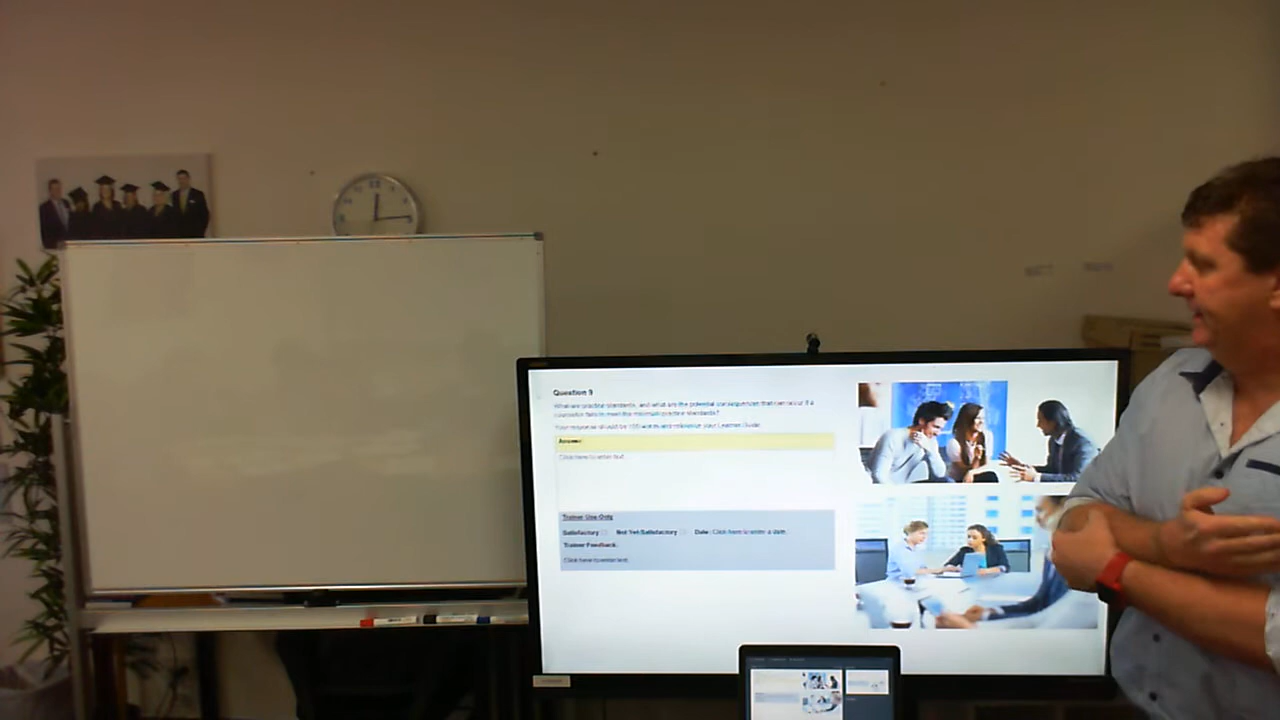 Question 9
What are practice standards, and what are the potential consequences that can occur if a
counsellor fails to meet the minimum practice standards?
Your response should be 100 words and reference your Learner Guide.
Answer:
Click here to enter text.
Trainer Use Only
Satisfactory Not Yet Satisfactory Date: Click here to enter a date.
Trainer Feedback:
Click here to enter text.